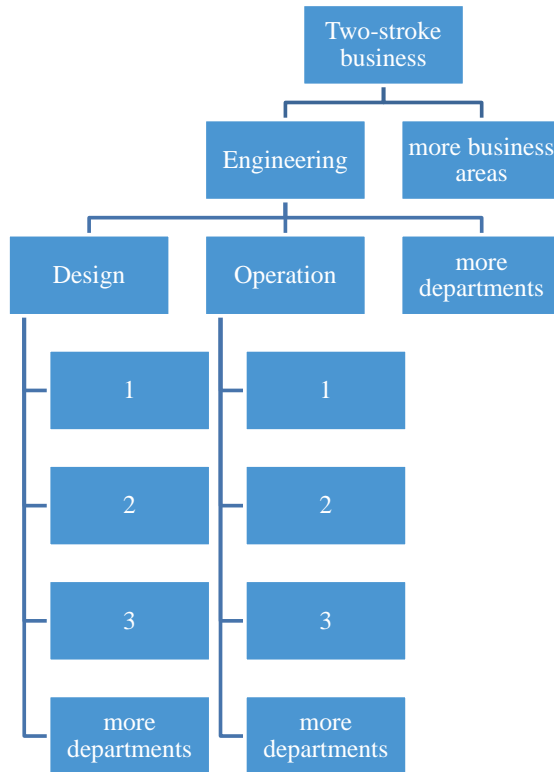 Two-stroke
business
Engineering
more business
areas
Design
Operation
more
departments
1
1
2
2
3
3
more
departments
more
departments